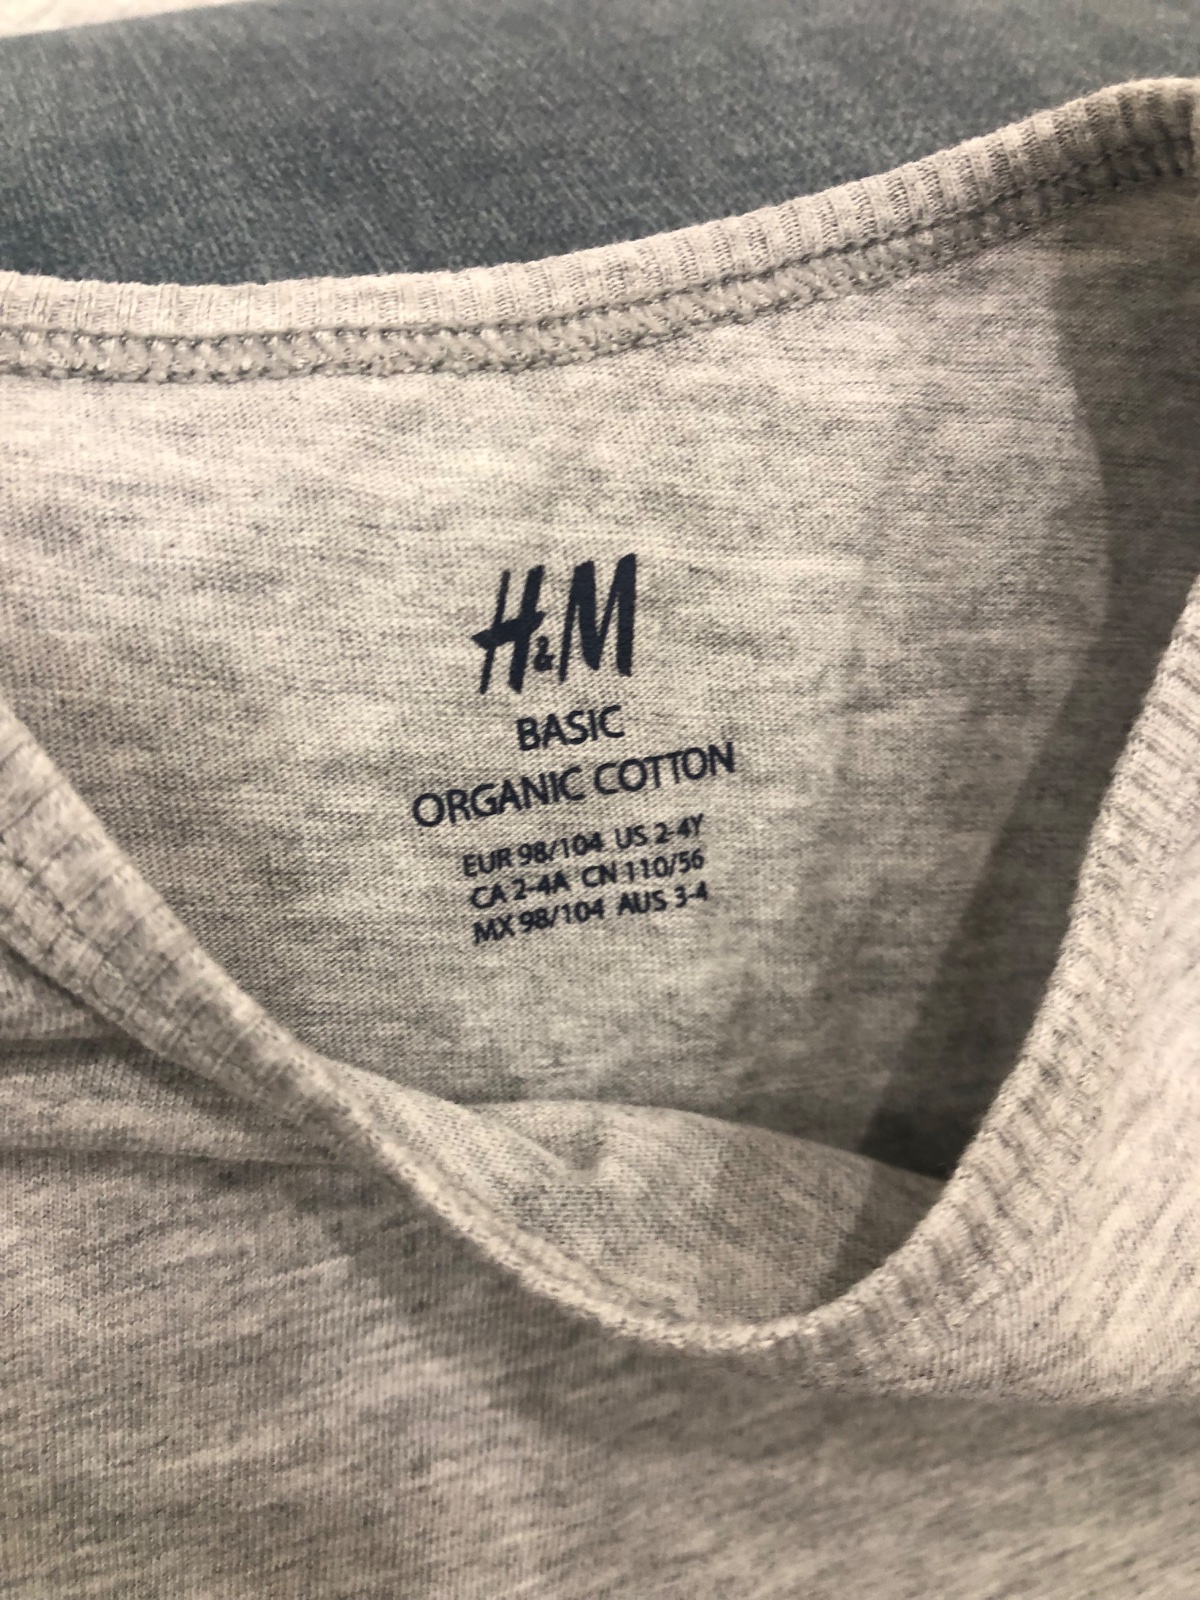 H&M
BASIC
ORGANIC COTTON
EUR 98/104 US 2-4Y
CA 2-4A CN 110/56
MX 98/104 AUS 3-4